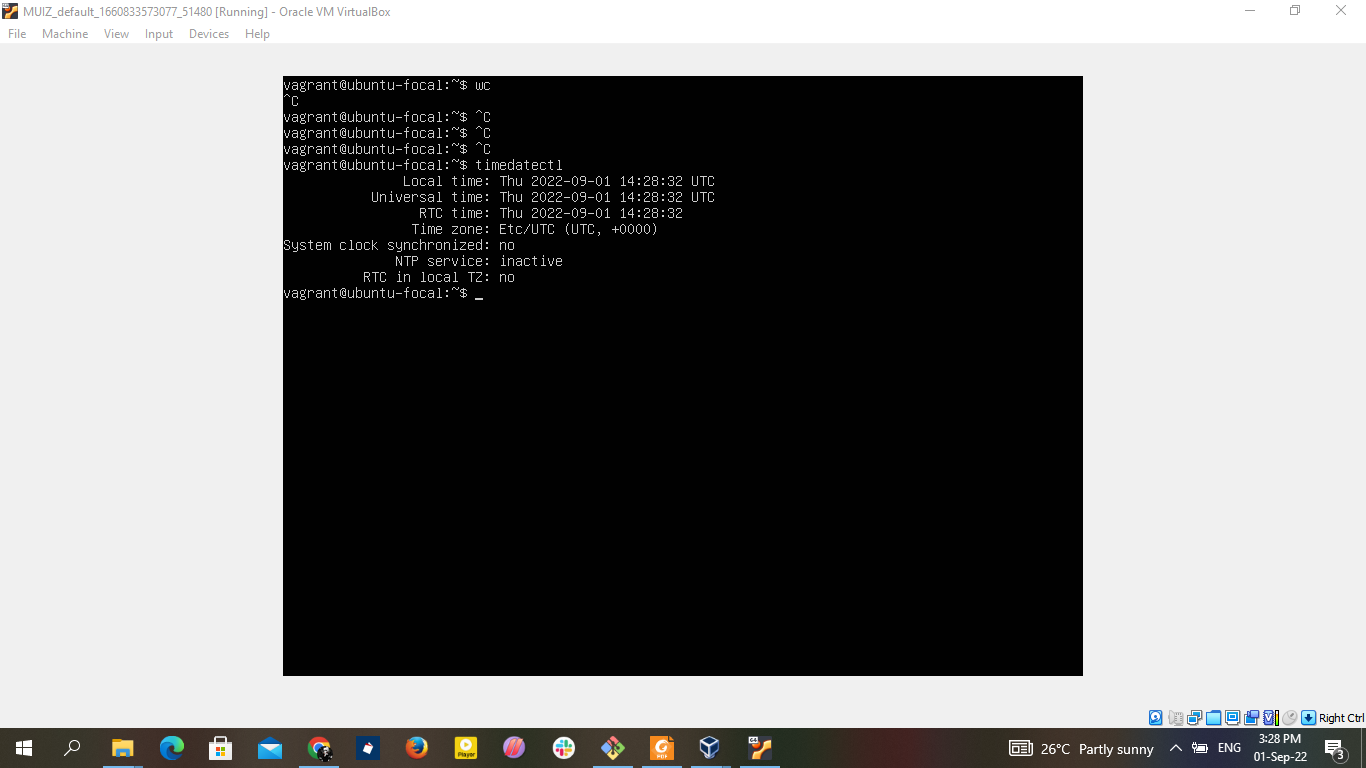 MUIZ_default_1660833573077_51480 [Running] - Oracle VM VirtualBox
File Machine View Input Devices Help
vagrant@ubuntu-focal:~$ wc
^C
vagrant@ubuntu-focal:~$ ^C
vagrant@ubuntu-focal:~$ ^C
vagrant@ubuntu-focal:~$ ^C
vagrant@ubuntu-focal:~$ timedatectl
Local time: Thu 2022-09-01 14:28:32 UTC
Universal time: Thu 2022-09-01 14:28:32 UTC
RTC time: Thu 2022-09-01 14:28:32
Time zone: Etc/UTC (UTC, +0000)
System clock synchronized: no
NTP service: inactive
RTC in local TZ: no
vagrant@ubuntu-focal:~$ _
Right Ctrl
Player
PDF
26°C Partly sunny
ENG
3:28 PM
01-Sep-22
3